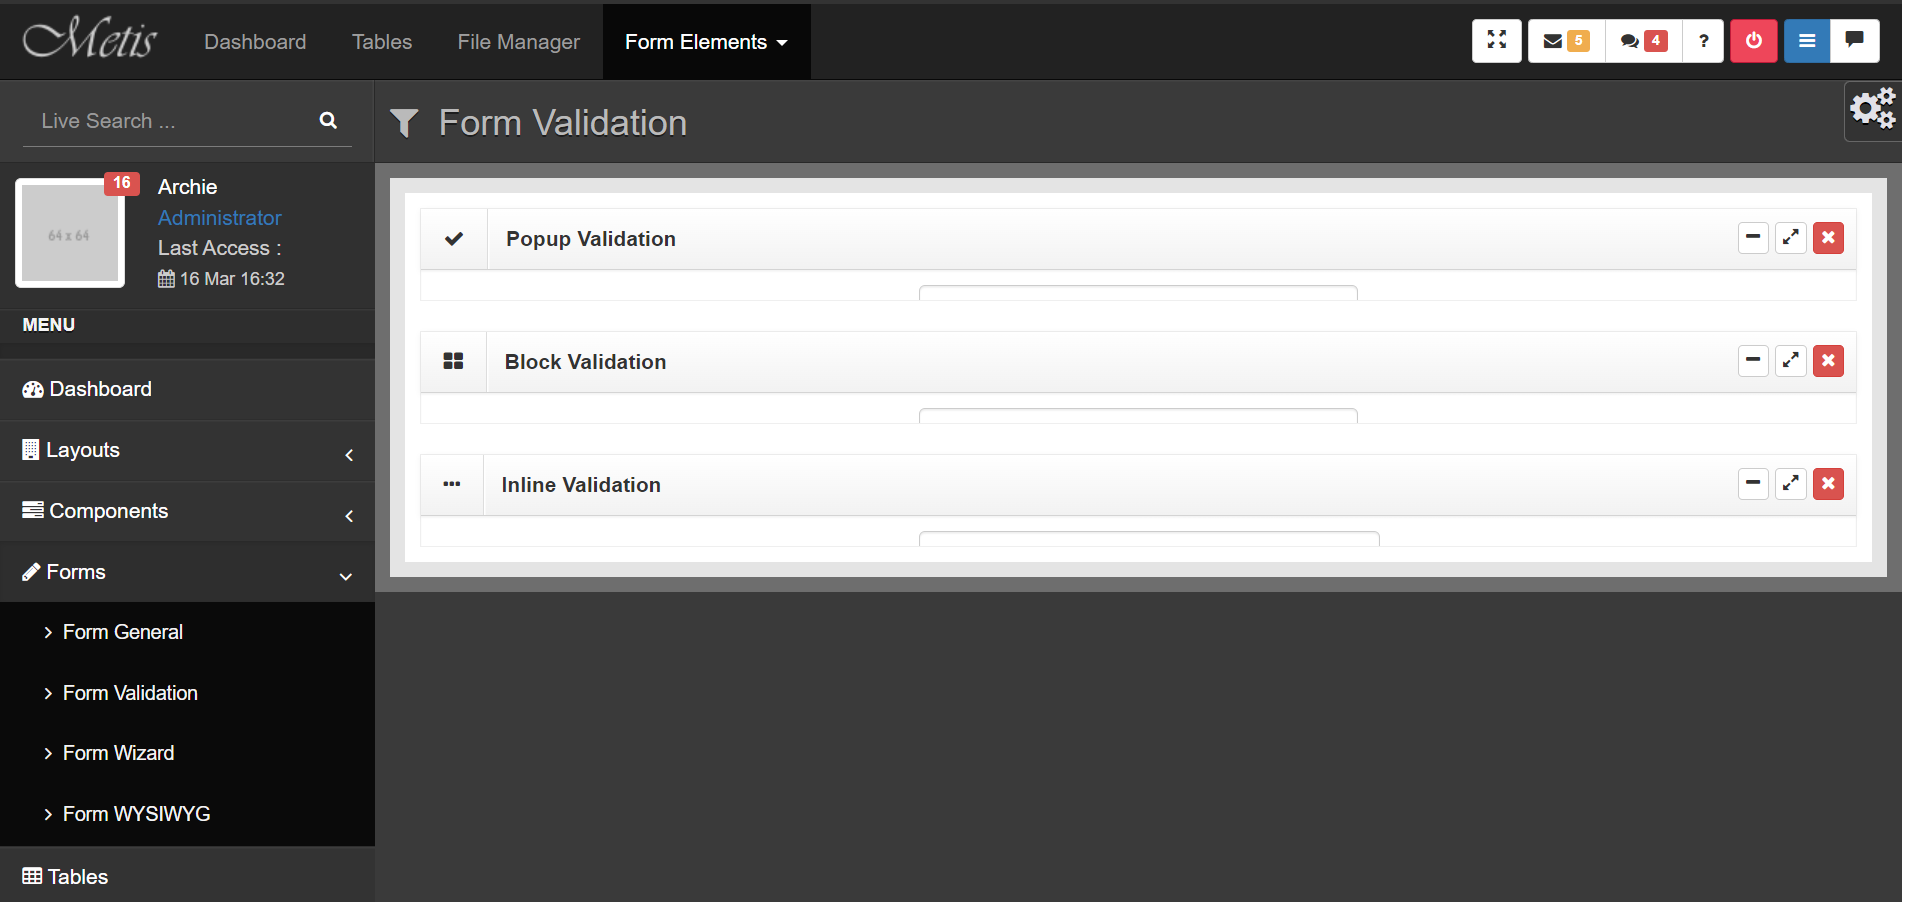 Metis
Dashboard
Tables
File Manager
Form Elements
5
4
?
Live Search ...
Form Validation
64 x 64
16
Archie
Administrator
Last Access :
16 Mar 16:32
MENU
Dashboard
Layouts
Components
Forms
Form General
Form Validation
Form Wizard
Form WYSIWYG
Tables
Popup Validation
Block Validation
Inline Validation